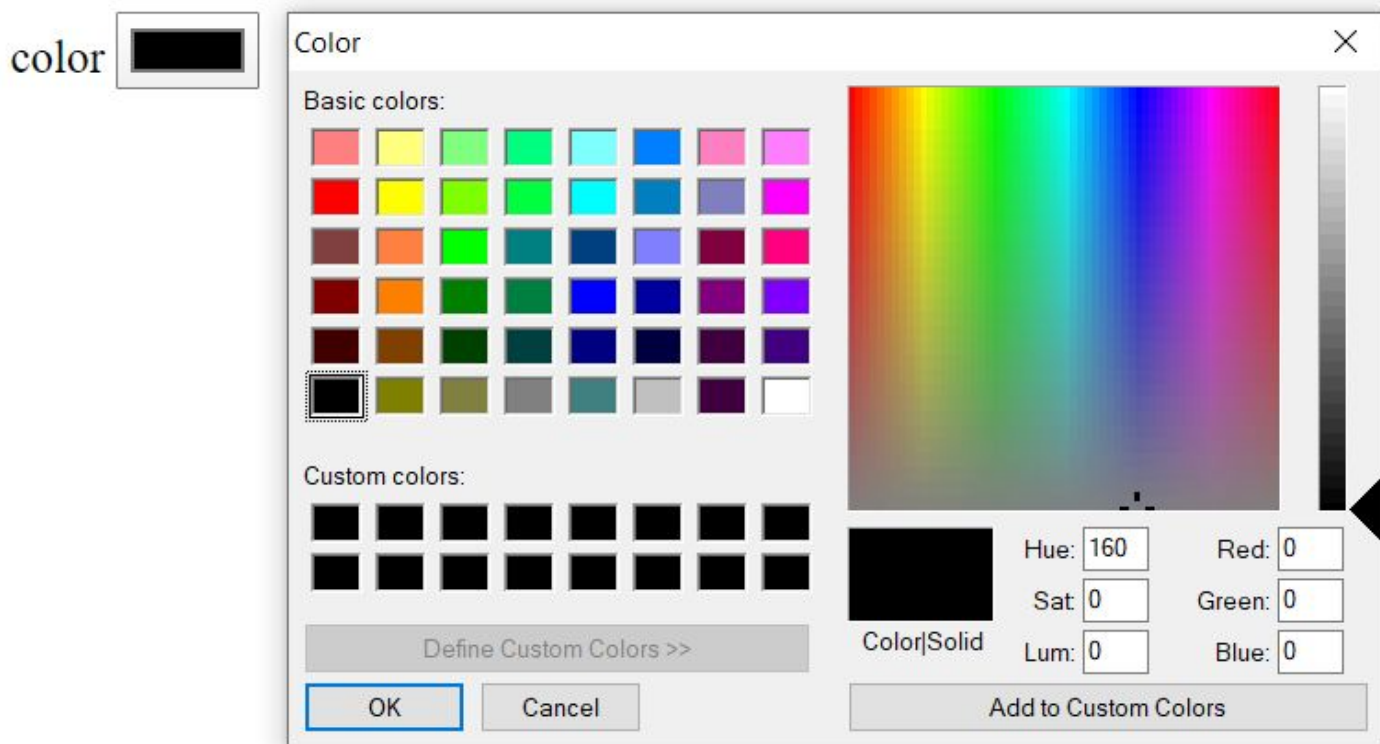 color
Color
Basic colors:
Custom colors:
Define Custom Colors >>
OK Cancel
Color|Solid
Hue: 160 Red: 0
Sat: 0 Green: 0
Lum: 0 Blue: 0
Add to Custom Colors